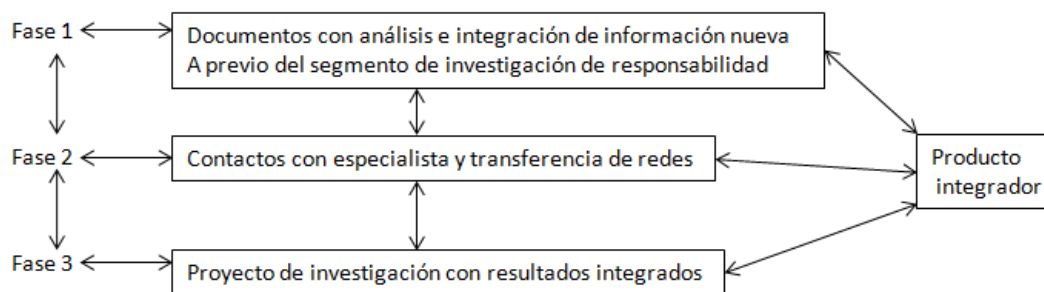 Fase 1
Documentos con análisis e integración de información nueva
A previo del segmento de investigación de responsabilidad
Fase 2
Contactos con especialista y transferencia de redes
Producto
integrador
Fase 3
Proyecto de investigación con resultados integrados